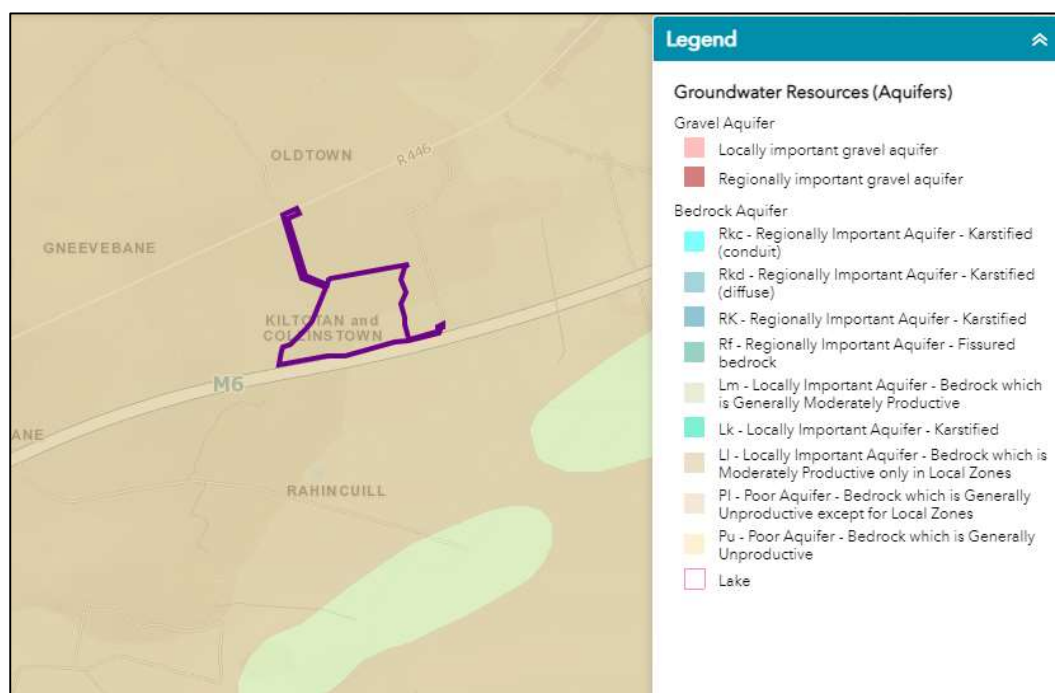 OLDTOWN
R446
GNEEVEBANE
KILTOTAN and
COLLINSTOWN
M6
ANE
RAHINCUILL
Legend
Groundwater Resources (Aquifers)
Gravel Aquifer
Locally important gravel aquifer
Regionally important gravel aquifer
Bedrock Aquifer
Rkc - Regionally Important Aquifer - Karstified
(conduit)
Rkd - Regionally Important Aquifer - Karstified
(diffuse)
RK - Regionally Important Aquifer - Karstified
Rf - Regionally Important Aquifer - Fissured
bedrock
Lm - Locally Important Aquifer - Bedrock which
is Generally Moderately Productive
Lk - Locally Important Aquifer - Karstified
Ll - Locally Important Aquifer - Bedrock which is
Moderately Productive only in Local Zones
Pl - Poor Aquifer - Bedrock which is Generally
Unproductive except for Local Zones
Pu - Poor Aquifer - Bedrock which is Generally
Unproductive
Lake